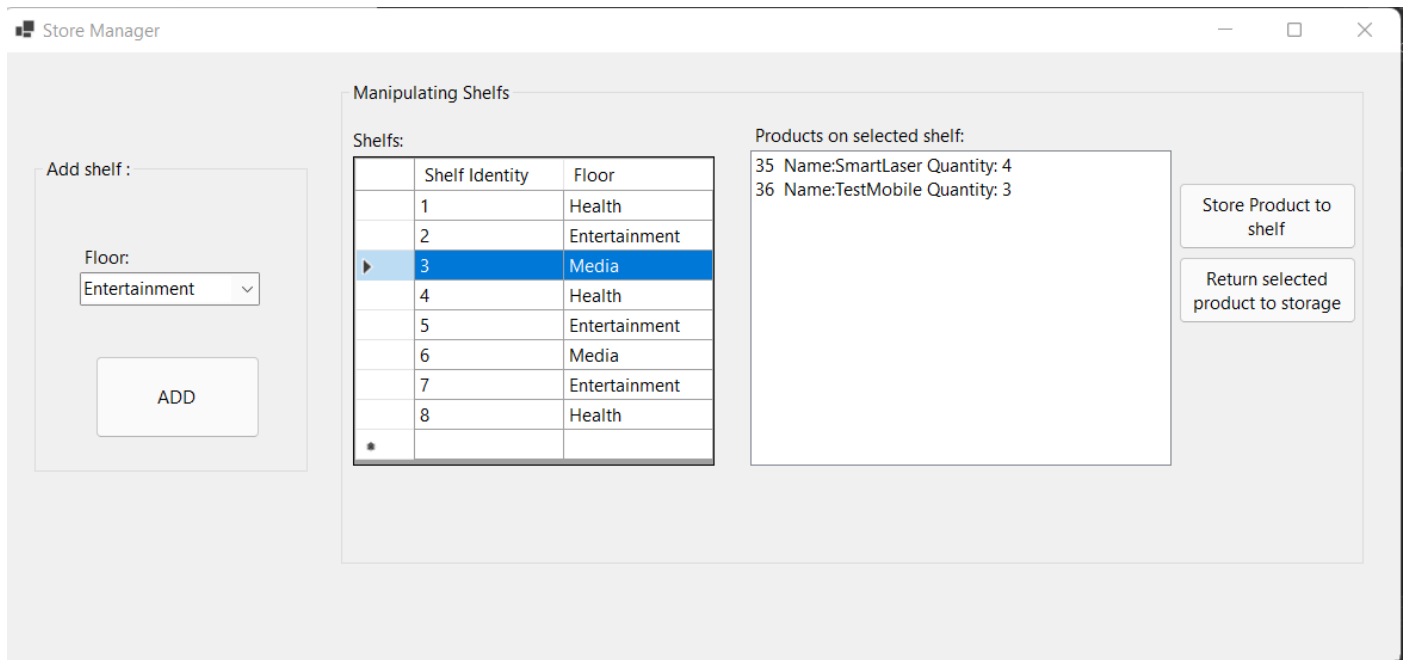 Store Manager
Manipulating Shelfs
Add shelf :
Floor:
Entertainment
ADD
Shelfs:
Shelf Identity Floor
1 Health
2 Entertainment
3 Media
4 Health
5 Entertainment
6 Media
7 Entertainment
8 Health
Products on selected shelf:
35 Name:SmartLaser Quantity: 4
36 Name:TestMobile Quantity: 3
Store Product to
shelf
Return selected
product to storage